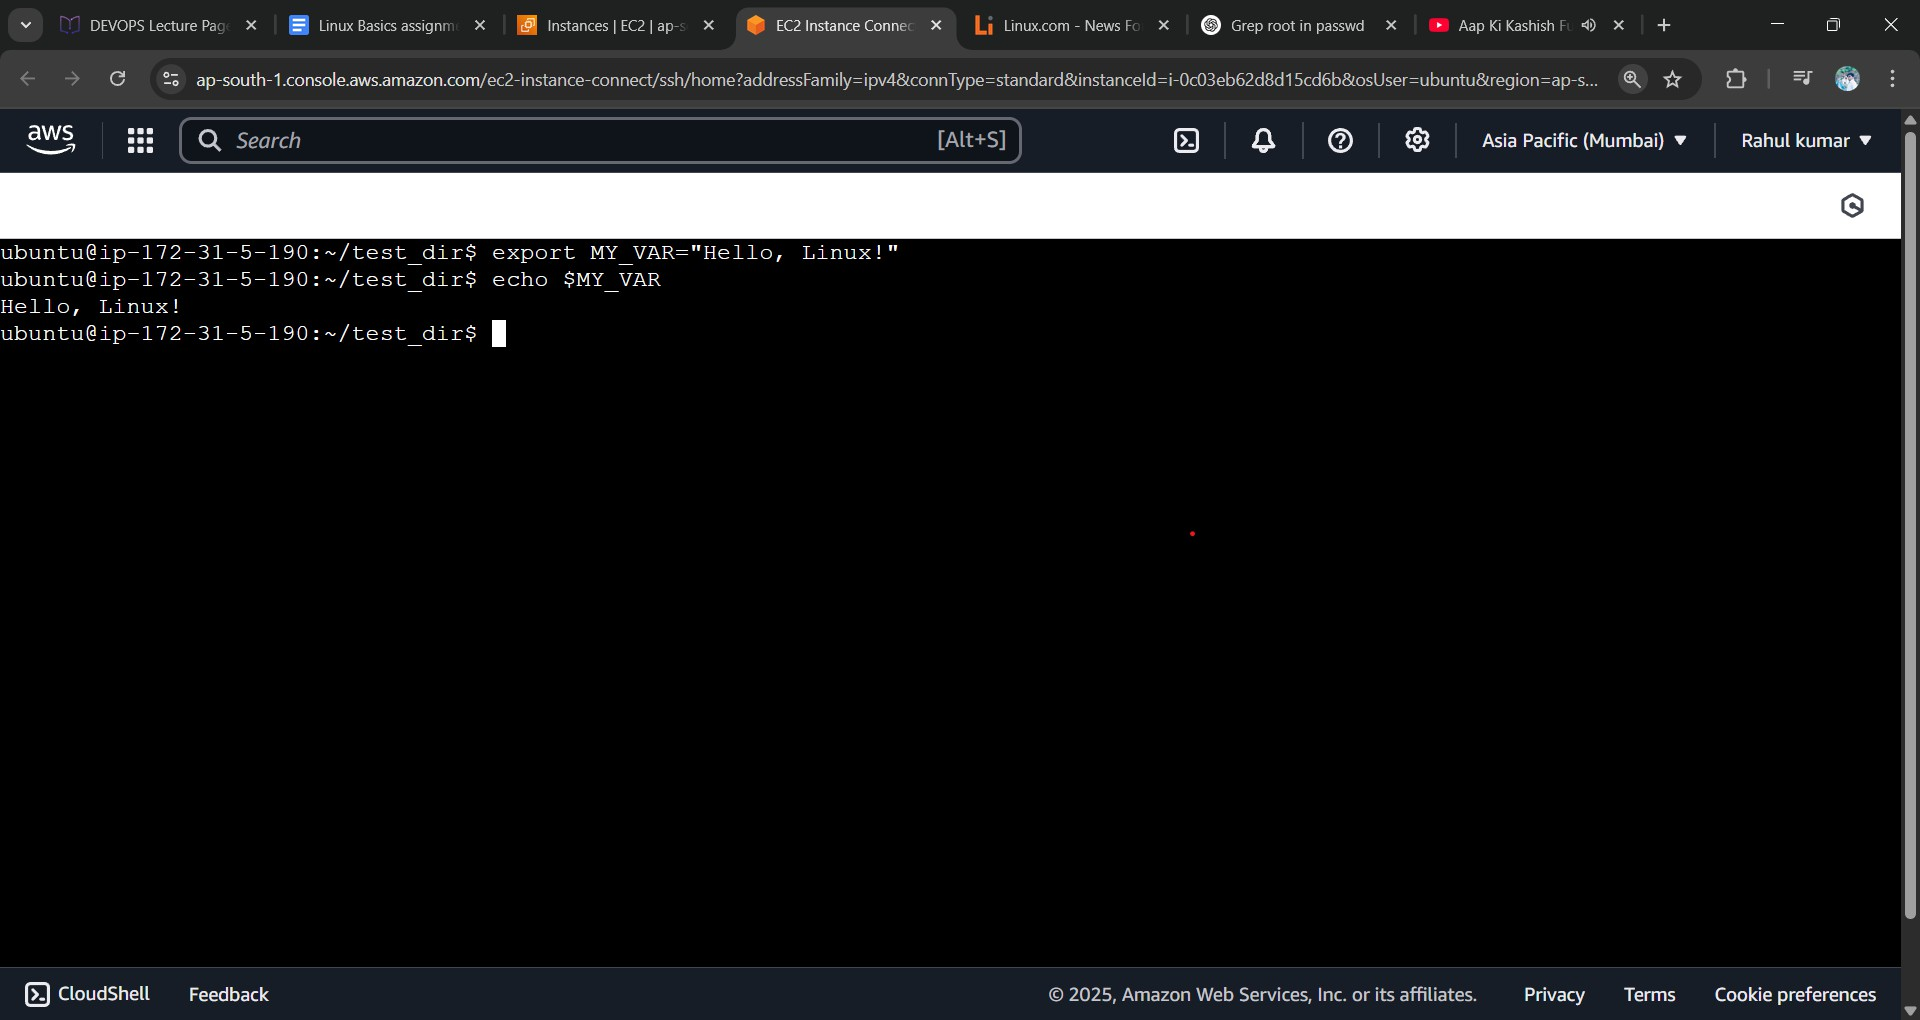 DEVOPS Lecture Page
Linux Basics assignme
Instances | EC2 | ap-s
EC2 Instance Connec
Linux.com - News Fo
Grep root in passwd
Aap Ki Kashish Fu
ap-south-1.console.aws.amazon.com/ec2-instance-connect/ssh/home?addressFamily=ipv4&connType=standard&instanceId=i-0c03eb62d8d15cd6b&osUser=ubuntu&region=ap-s...
aws
Search
[Alt+S]
Asia Pacific (Mumbai)
Rahul kumar
ubuntu@ip-172-31-5-190:~/test_dir$ export MY_VAR="Hello, Linux!"
ubuntu@ip-172-31-5-190:~/test_dir$ echo $MY_VAR
Hello, Linux!
ubuntu@ip-172-31-5-190:~/test_dir$
CloudShell
Feedback
© 2025, Amazon Web Services, Inc. or its affiliates.
Privacy
Terms
Cookie preferences